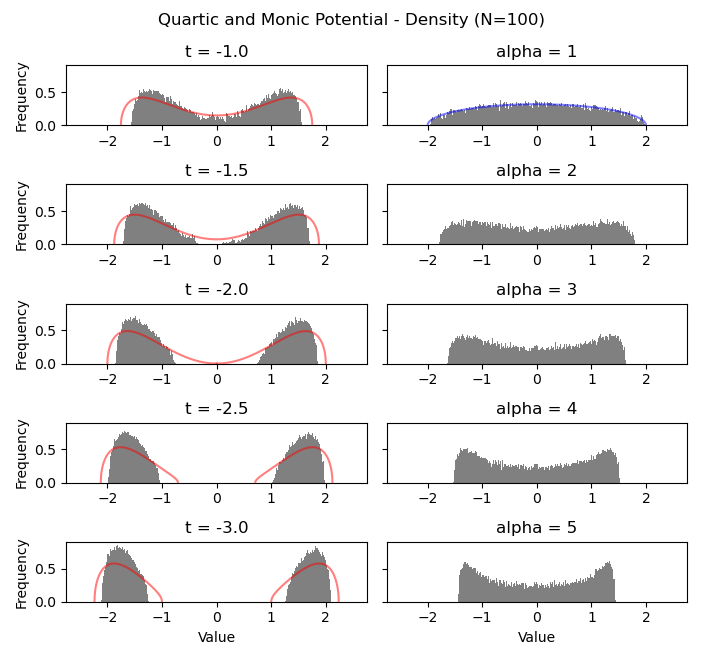 Quartic and Monic Potential - Density (N=100)
t = -1.0
alpha = 1
Frequency
0.5
0.0
−2 −1 0 1 2
−2 −1 0 1 2
t = -1.5
alpha = 2
Frequency
0.5
0.0
−2 −1 0 1 2
−2 −1 0 1 2
t = -2.0
alpha = 3
Frequency
0.5
0.0
−2 −1 0 1 2
−2 −1 0 1 2
t = -2.5
alpha = 4
Frequency
0.5
0.0
−2 −1 0 1 2
−2 −1 0 1 2
t = -3.0
alpha = 5
Frequency
0.5
0.0
−2 −1 0 1 2
−2 −1 0 1 2
Value
Value